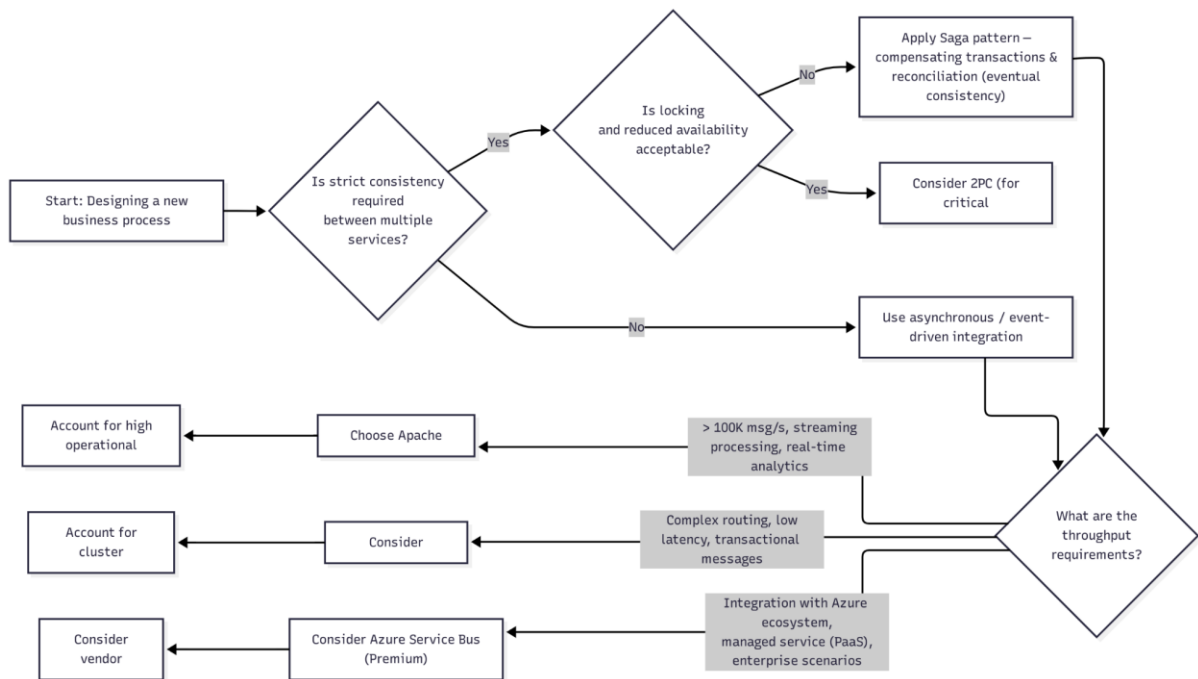 Start: Designing a new
business process
Is strict consistency
required
between multiple
services?
Yes
Is locking
and reduced availability
acceptable?
No
Apply Saga pattern —
compensating transactions &
reconciliation (eventual
consistency)
Yes
Consider 2PC (for
critical
No
Use asynchronous / event-
driven integration
What are the
throughput
requirements?
> 100K msg/s, streaming
processing, real-time
analytics
Choose Apache
Account for high
operational
Complex routing, low
latency, transactional
messages
Consider
Account for
cluster
Integration with Azure
ecosystem,
managed service (PaaS),
enterprise scenarios
Consider Azure Service Bus
(Premium)
Consider
vendor